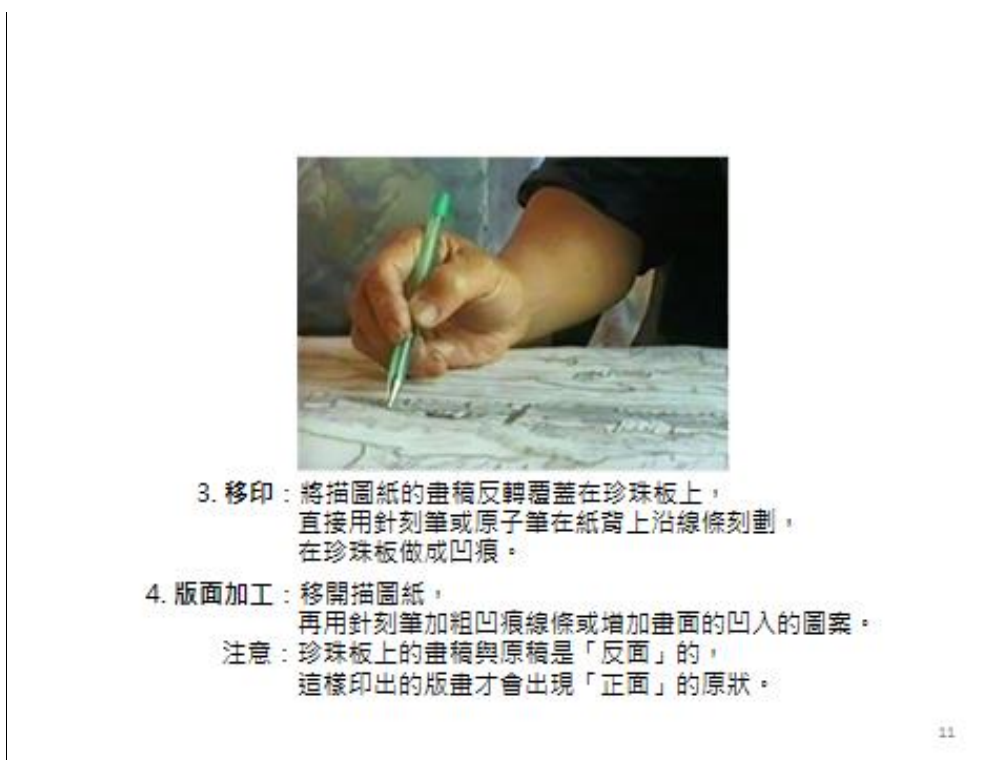 3. 移印：將描圖紙的畫稿反轉覆蓋在珍珠板上，
直接用針刻筆或原子筆在紙背上沿線條刻劃，
在珍珠板做成凹痕。
4. 版面加工：移開描圖紙，
再用針刻筆加粗凹痕線條或增加畫面的凹入的圖案。
注意：珍珠板上的畫稿與原稿是「反面」的，
這樣印出的版畫才會出現「正面」的原狀。
11